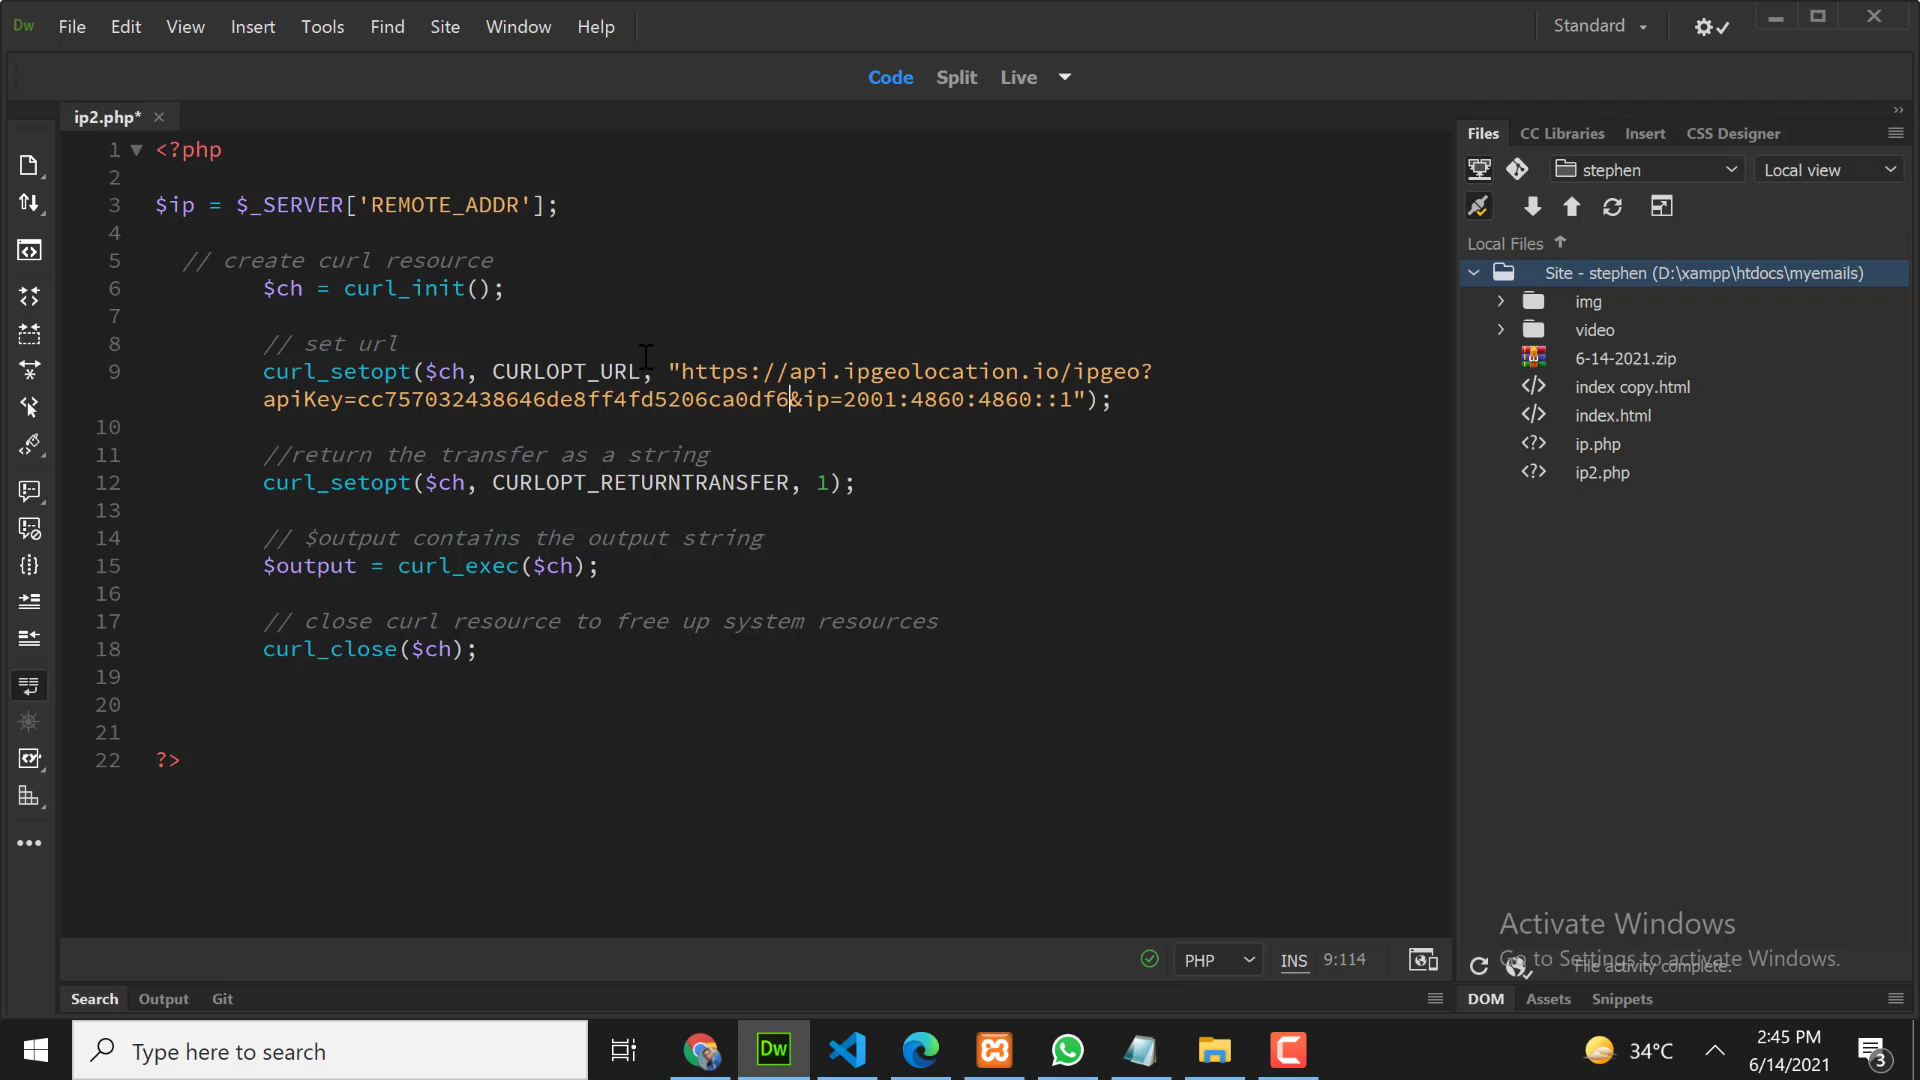 Dw File Edit View Insert Tools Find Site Window Help Standard
Code Split Live
ip2.php*
Files CC Libraries Insert CSS Designer
stephen Local view
Local Files
Site - stephen (D:\xampp\htdocs\myemails)
img
video
6-14-2021.zip
index copy.html
index.html
ip.php
ip2.php
1 <?php
2
3 $ip = $_SERVER['REMOTE_ADDR'];
4
5 // create curl resource
6 $ch = curl_init();
7
8 // set url
9 curl_setopt($ch, CURLOPT_URL, "https://api.ipgeolocation.io/ipgeo?
apiKey=cc757032438646de8ff4fd5206ca0df6&ip=2001:4860:4860::1");
10
11 //return the transfer as a string
12 curl_setopt($ch, CURLOPT_RETURNTRANSFER, 1);
13
14 // $output contains the output string
15 $output = curl_exec($ch);
16
17 // close curl resource to free up system resources
18 curl_close($ch);
19
20
21
22 ?>
Activate Windows
Go to Settings to activate Windows.
File activity complete.
PHP INS 9:114
Search Output Git
DOM Assets Snippets
Type here to search
Dw
34°C
2:45 PM
6/14/2021
3